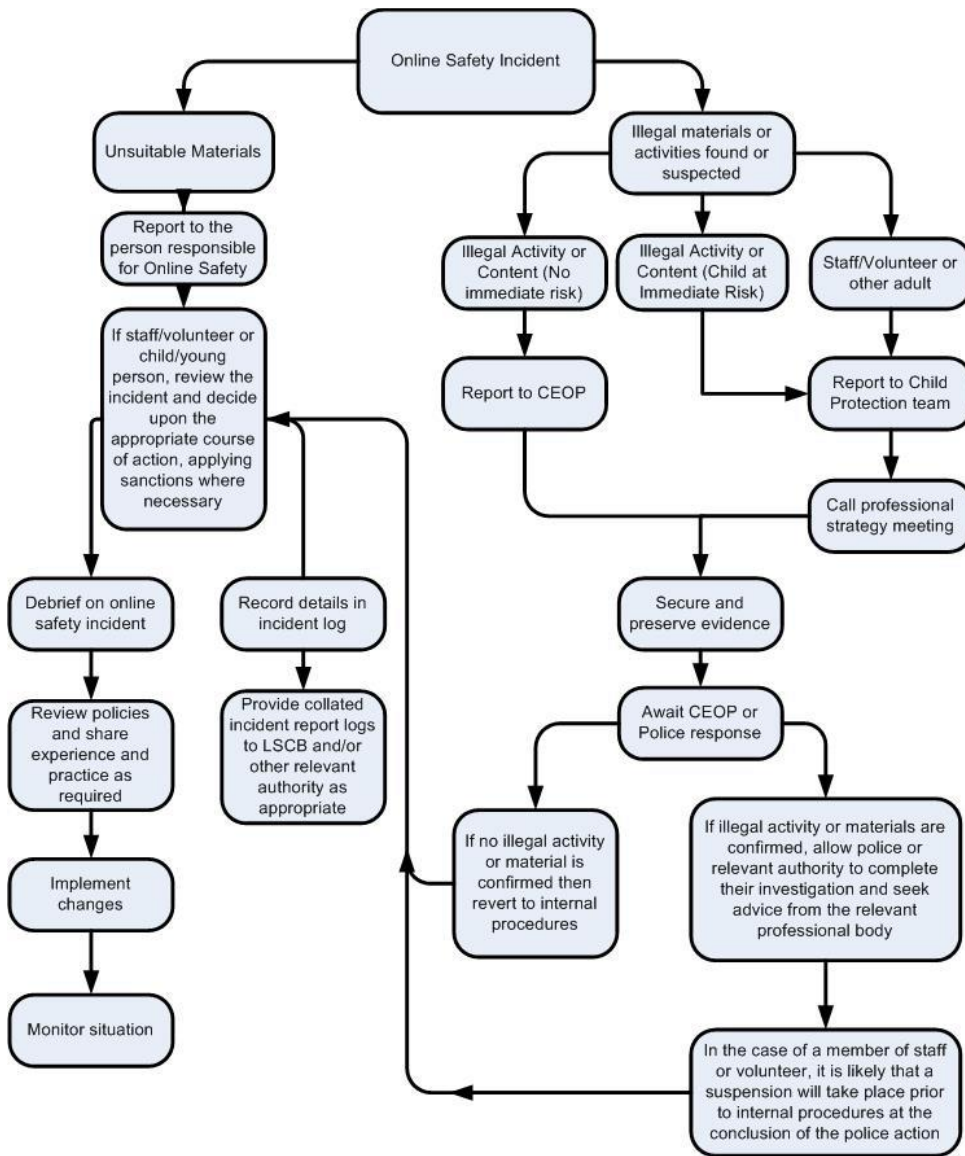 Online Safety Incident
Unsuitable Materials
Report to the
person responsible
for Online Safety
If staff/volunteer or
child/young
person, review the
incident and decide
upon the
appropriate course
of action, applying
sanctions where
necessary
Debrief on online
safety incident
Review policies
and share
experience and
practice as
required
Implement
changes
Monitor situation
Record details in
incident log
Provide collated
incident report logs
to LSCB and/or
other relevant
authority as
appropriate
Illegal materials or
activities found or
suspected
Illegal Activity or
Content (No
immediate risk)
Illegal Activity or
Content (Child at
Immediate Risk)
Staff/Volunteer or
other adult
Report to CEOP
Report to Child
Protection team
Call professional
strategy meeting
Secure and
preserve evidence
Await CEOP or
Police response
If no illegal activity
or material is
confirmed then
revert to internal
procedures
If illegal activity or materials are
confirmed, allow police or
relevant authority to complete
their investigation and seek
advice from the relevant
professional body
In the case of a member of staff
or volunteer, it is likely that a
suspension will take place prior
to internal procedures at the
conclusion of the police action